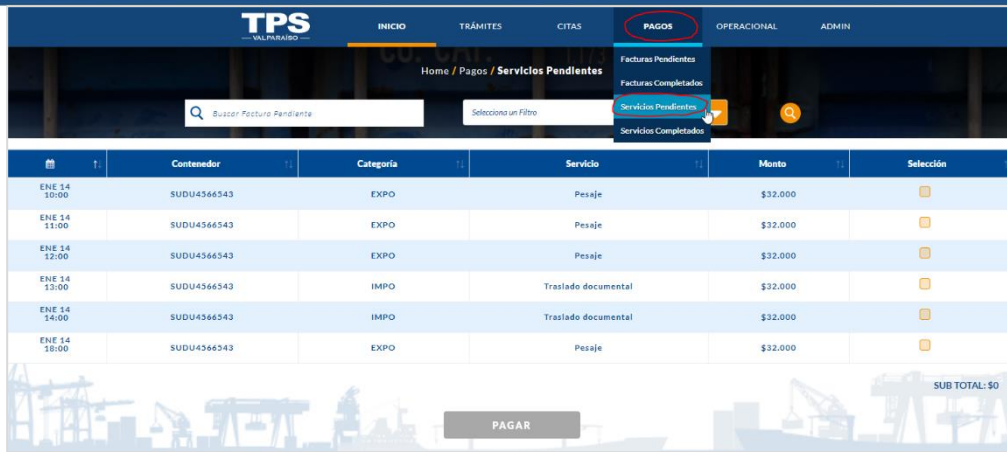 TPS
VALPARAÍSO
INICIO TRÁMITES CITAS PAGOS OPERACIONAL ADMIN
Facturas Pendientes
Facturas Completados
Servicios Pendientes
Servicios Completados
Home / Pagos / Servicios Pendientes
Buscar Factura Pendiente
Selecciona un Filtro
Contenedor Categoría Servicio Monto Selección
ENE 14 10:00 SUDU4566543 EXPO Pesaje $32.000
ENE 14 11:00 SUDU4566543 EXPO Pesaje $32.000
ENE 14 12:00 SUDU4566543 EXPO Pesaje $32.000
ENE 14 13:00 SUDU4566543 IMPO Traslado documental $32.000
ENE 14 14:00 SUDU4566543 IMPO Traslado documental $32.000
ENE 14 18:00 SUDU4566543 EXPO Pesaje $32.000
SUB TOTAL: $0
PAGAR